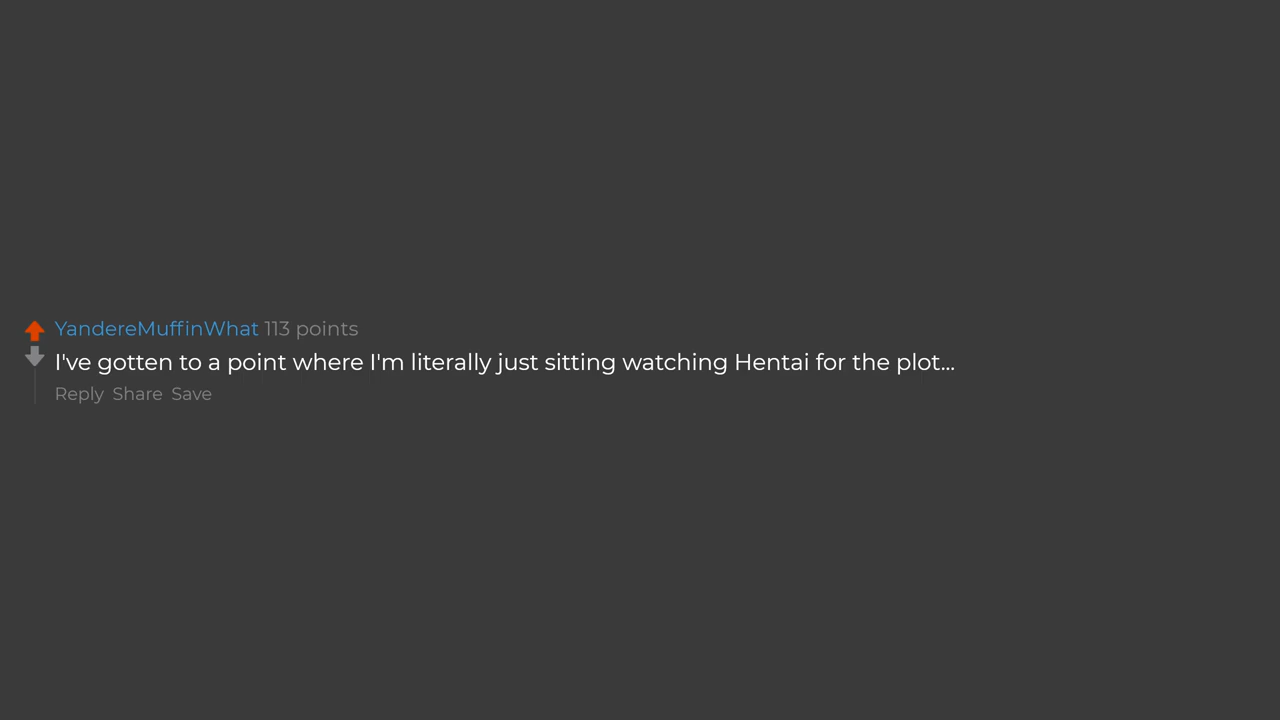 YandereMuffinWhat 113 points
I've gotten to a point where I'm literally just sitting watching Hentai for the plot...
Reply Share Save